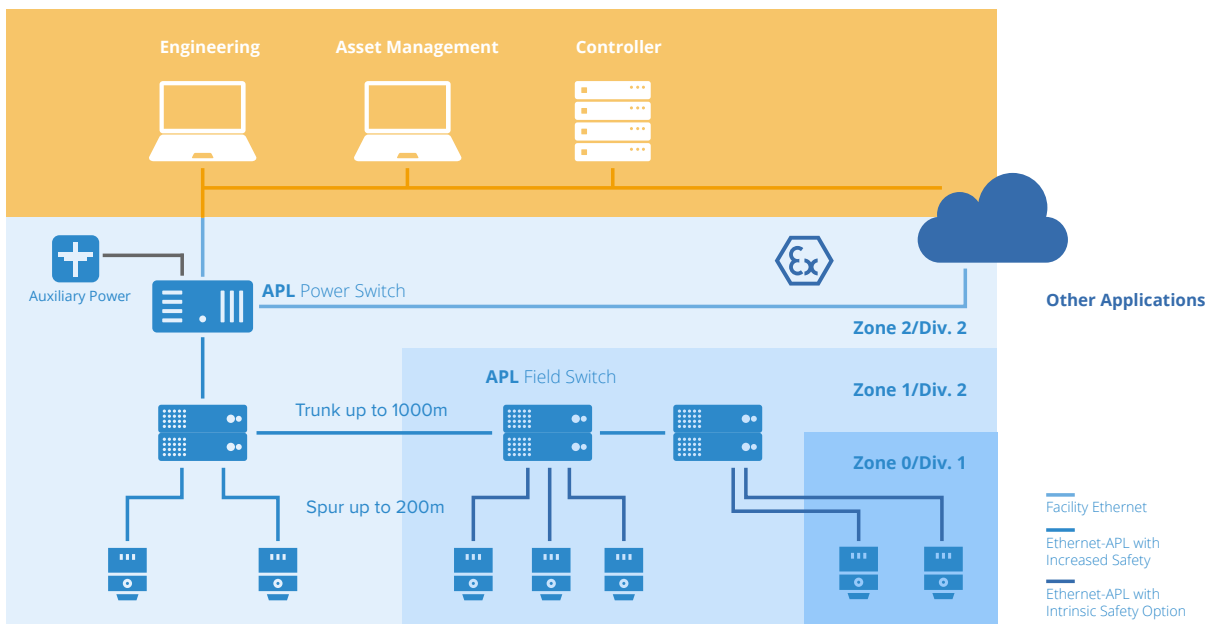 Engineering
Asset Management
Controller
Ex
Auxiliary Power
APL Power Switch
Other Applications
Zone 2/Div. 2
APL Field Switch
Zone 1/Div. 2
Trunk up to 1000m
Zone 0/Div. 1
Spur up to 200m
Facility Ethernet
Ethernet-APL with
Increased Safety
Ethernet-APL with
Intrinsic Safety Option